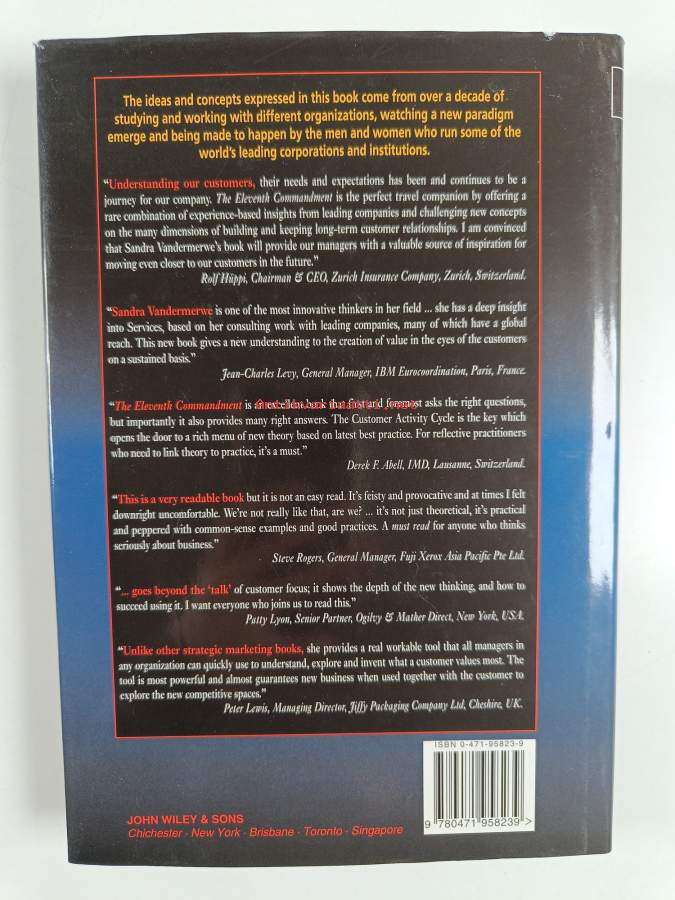 The ideas and concepts expressed in this book come from over a decade of
studying and working with different organizations, watching a new paradigm
emerge and being made to happen by the men and women who run some of the
world's leading corporations and institutions.
"Understanding our customers, their needs and expectations has been and continues to be a
journey for our company. The Eleventh Commandment is the perfect travel companion by offering a
rare combination of experience-based insights from leading companies and challenging new concepts
on the many dimensions of building and keeping long-term customer relationships. I am convinced
that Sandra Vandermerwe's book will provide our managers with a valuable source of inspiration for
moving even closer to our customers in the future."
Rolf Hüppi, Chairman & CEO, Zurich Insurance Company, Zurich, Switzerland.
"Sandra Vandermerwe is one of the most innovative thinkers in her field ... she has a deep insight
into Services, based on her consulting work with leading companies, many of which have a global
reach. This new book gives a new understanding to the creation of value in the eyes of the customers
on a sustained basis."
Jean-Charles Levy, General Manager, IBM Eurocoordination, Paris, France.
"The Eleventh Commandment is an excellent book that first and foremost asks the right questions,
but importantly it also provides many right answers. The Customer Activity Cycle is the key which
opens the door to a rich menu of new theory based on latest best practice. For reflective practitioners
who need to link theory to practice, it's a must."
Derek F. Abell, IMD, Lausanne, Switzerland.
"This is a very readable book but it is not an easy read. It's feisty and provocative and at times I felt
downright uncomfortable. We're not really like that, are we? ... it's not just theoretical, it's practical
and peppered with common-sense examples and good practices. A must read for anyone who thinks
seriously about business."
Steve Rogers, General Manager, Fuji Xerox Asia Pacific Pte Ltd.
"... goes beyond the 'talk' of customer focus; it shows the depth of the new thinking, and how to
succeed using it. I want everyone who joins us to read this."
Patty Lyon, Senior Partner, Ogilvy & Mather Direct, New York, USA.
"Unlike other strategic marketing books, she provides a real workable tool that all managers in
any organization can quickly use to understand, explore and invent what a customer values most. The
tool is most powerful and almost guarantees new business when used together with the customer to
explore the new competitive spaces."
Peter Lewis, Managing Director, Jiffy Packaging Company Ltd, Cheshire, UK.
ISBN 0-471-95823-9
9 780471 958239 >
JOHN WILEY & SONS
Chichester · New York · Brisbane · Toronto · Singapore